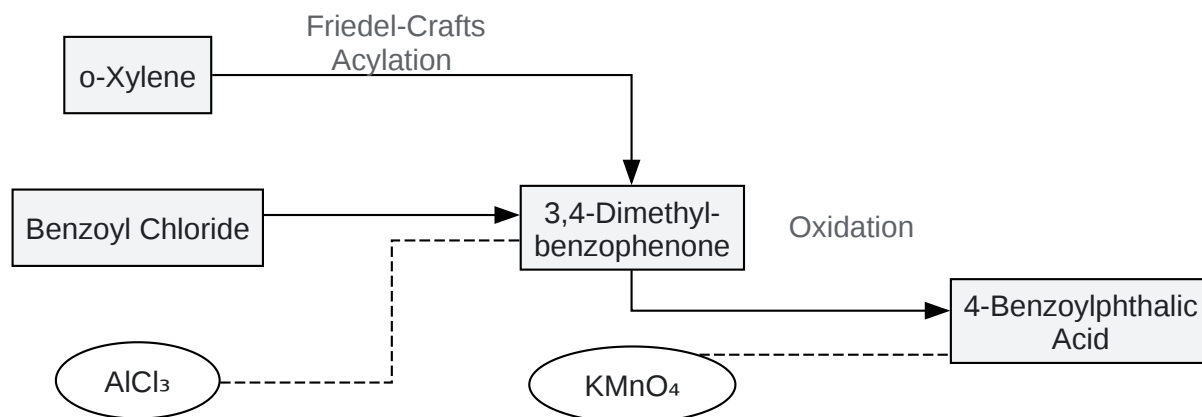 Friedel-Crafts
Acylation
o-Xylene
Benzoyl Chloride
3,4-Dimethyl-
benzophenone
Oxidation
4-Benzoylphthalic
Acid
AlCl₃
KMnO₄